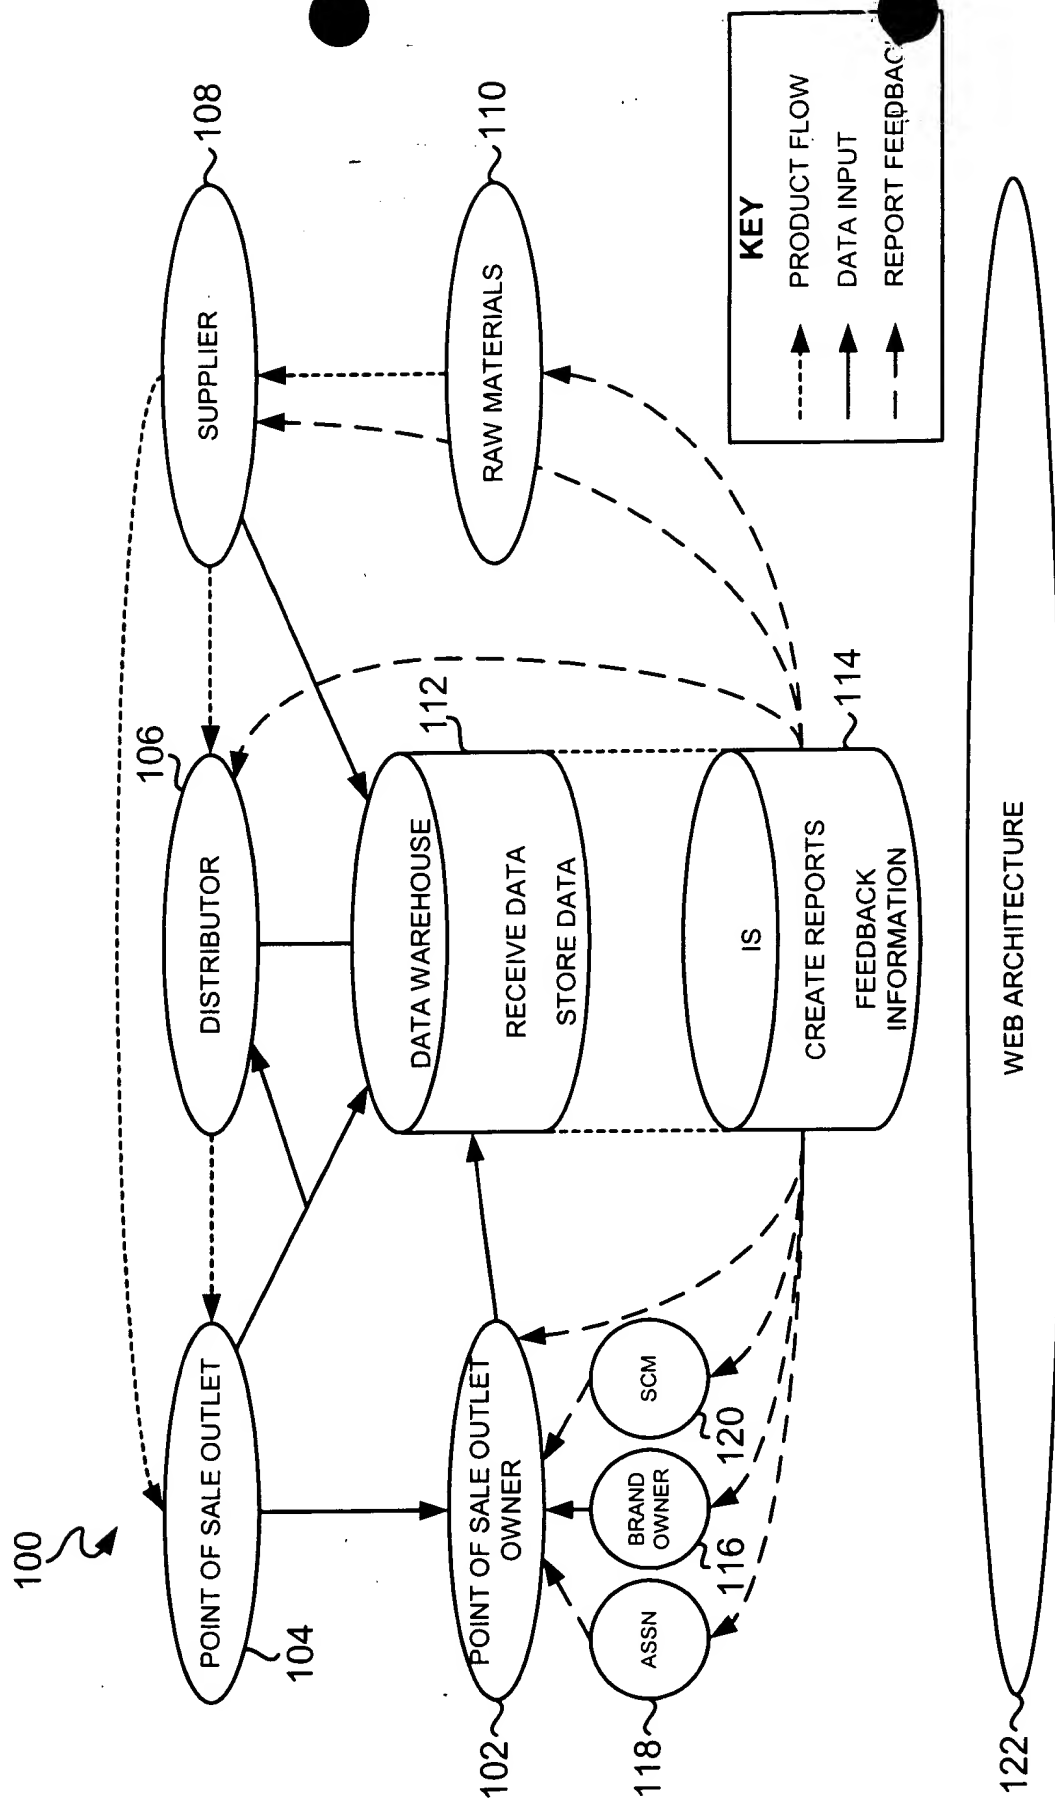 100
POINT OF SALE OUTLET
104
DISTRIBUTOR
106
SUPPLIER
108
POINT OF SALE OUTLET
OWNER
102
DATA WAREHOUSE
RECEIVE DATA
STORE DATA
112
RAW MATERIALS
110
ASSN
118
BRAND
OWNER
116
SCM
120
IS
CREATE REPORTS
FEEDBACK
INFORMATION
114
KEY
PRODUCT FLOW
DATA INPUT
REPORT FEEDBAC
WEB ARCHITECTURE
122